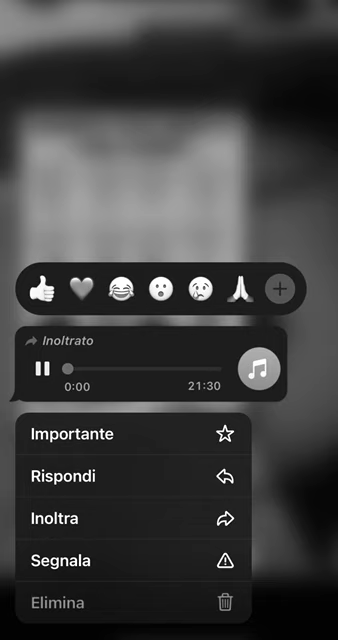 Inoltrato
0:00 21:30
Importante
Rispondi
Inoltra
Segnala
Elimina